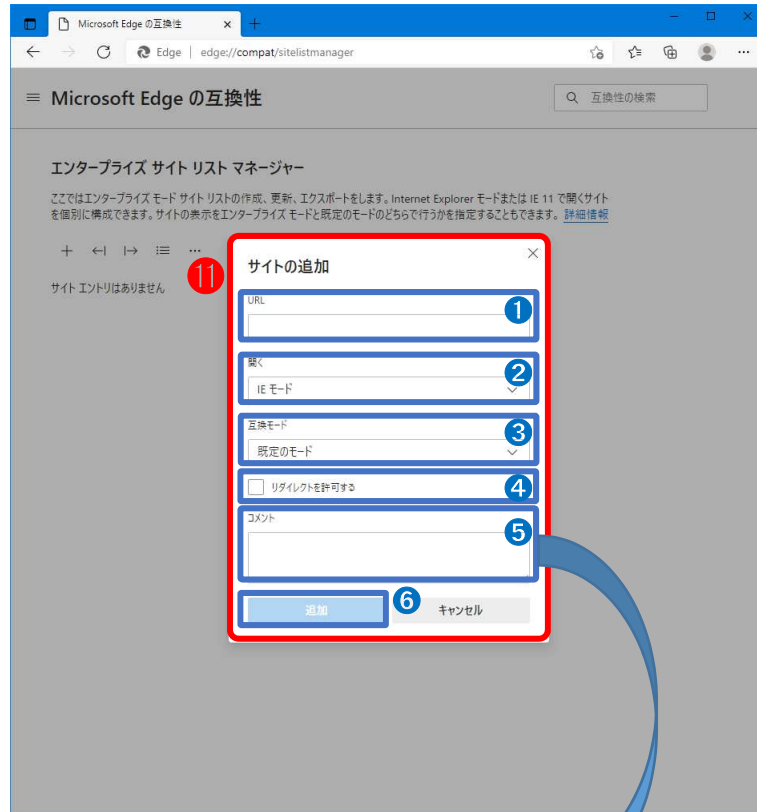 Microsoft Edge の互換性
Edge | edge://compat/sitelistmanager
Microsoft Edge の互換性
互換性の検索
エンタープライズ サイト リスト マネージャー
ここではエンタープライズ モード サイト リストの作成、更新、エクスポートをします。Internet Explorer モードまたは IE 11 で開くサイト
を個別に構成できます。サイトの表示をエンタープライズ モードと既定のモードのどちらで行うかを指定することもできます。詳細情報
サイト エントリはありません
⑪
サイトの追加
URL
❶
開く
IE モード
❷
互換モード
既定のモード
❸
リダイレクトを許可する
❹
コメント
❺
追加
❻
キャンセル